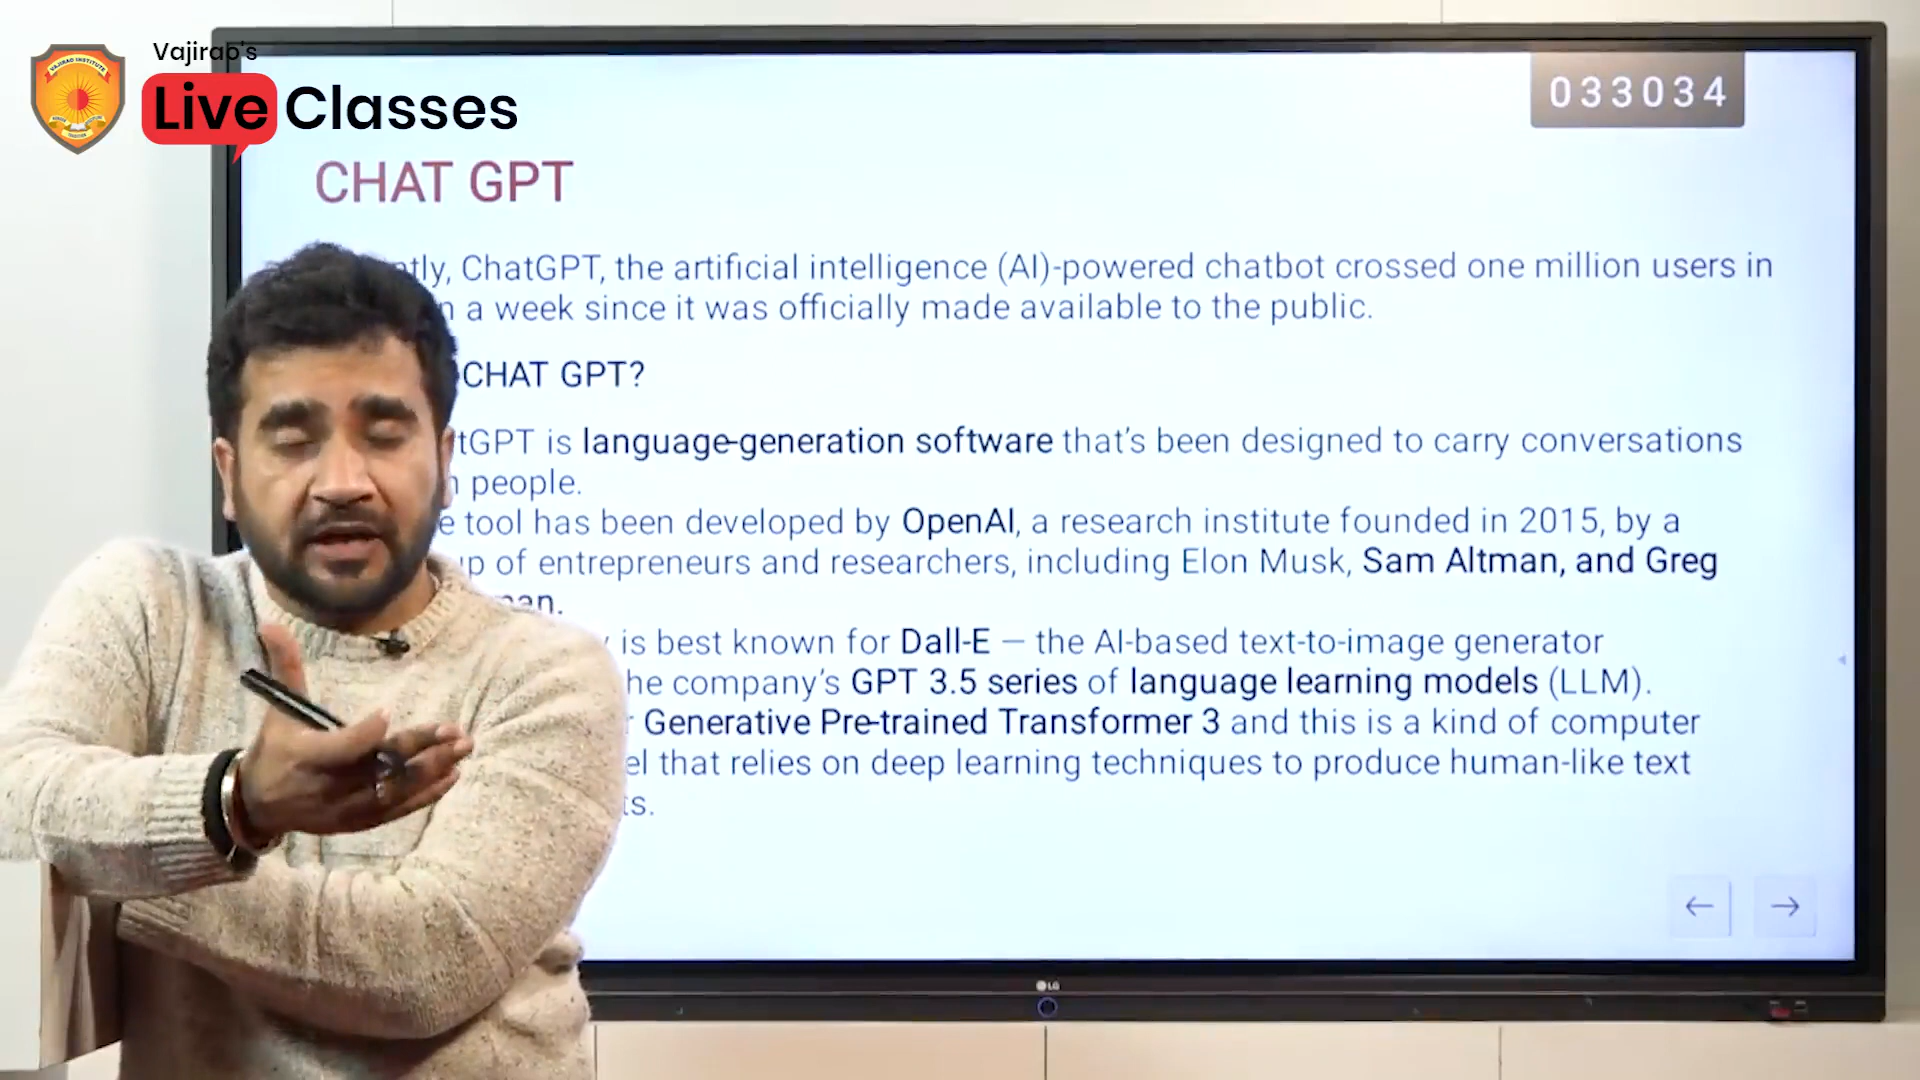 VAJIRAO INSTITUTE
Vajirao's
Live Classes
033034
CHAT GPT
ntly, ChatGPT, the artificial intelligence (AI)-powered chatbot crossed one million users in
n a week since it was officially made available to the public.
CHAT GPT?
tGPT is language-generation software that's been designed to carry conversations
h people.
e tool has been developed by OpenAI, a research institute founded in 2015, by a
up of entrepreneurs and researchers, including Elon Musk, Sam Altman, and Greg
an.
y is best known for Dall-E – the AI-based text-to-image generator
he company's GPT 3.5 series of language learning models (LLM).
r Generative Pre-trained Transformer 3 and this is a kind of computer
el that relies on deep learning techniques to produce human-like text
ts.
LG